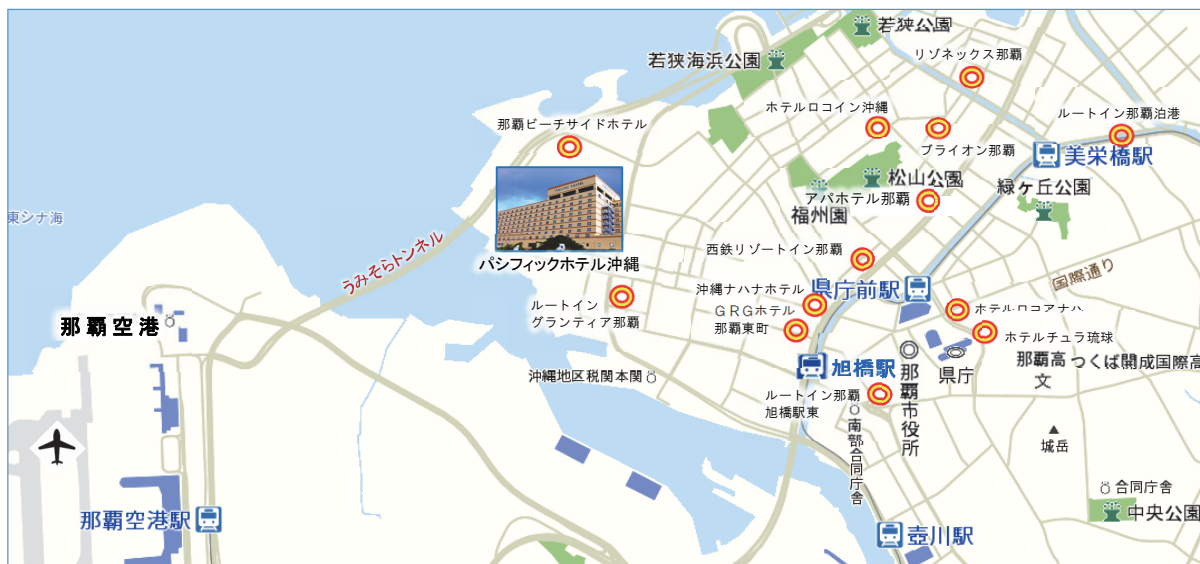 若狭公園
若狭海浜公園
リゾネックス那覇
ホテルロコイン沖縄
ルートイン那覇泊港
那覇ビーチサイドホテル
ブライオン那覇
美栄橋駅
松山公園
緑ヶ丘公園
アパホテル那覇
福州園
東シナ海
うみそらトンネル
パシフィックホテル沖縄
西鉄リゾートイン那覇
国際通り
県庁前駅
沖縄ナハナホテル
ルートイン
グランティア那覇
GRGホテル
那覇東町
ホテルロコアナハ
那覇空港
ホテルチュラ琉球
旭橋駅
県庁
那覇高
つくば開成国際高
文
沖縄地区税関本関
ルートイン那覇
旭橋駅東
那覇市役所
南部合同庁舎
城岳
合同庁舎
中央公園
那覇空港駅
壺川駅